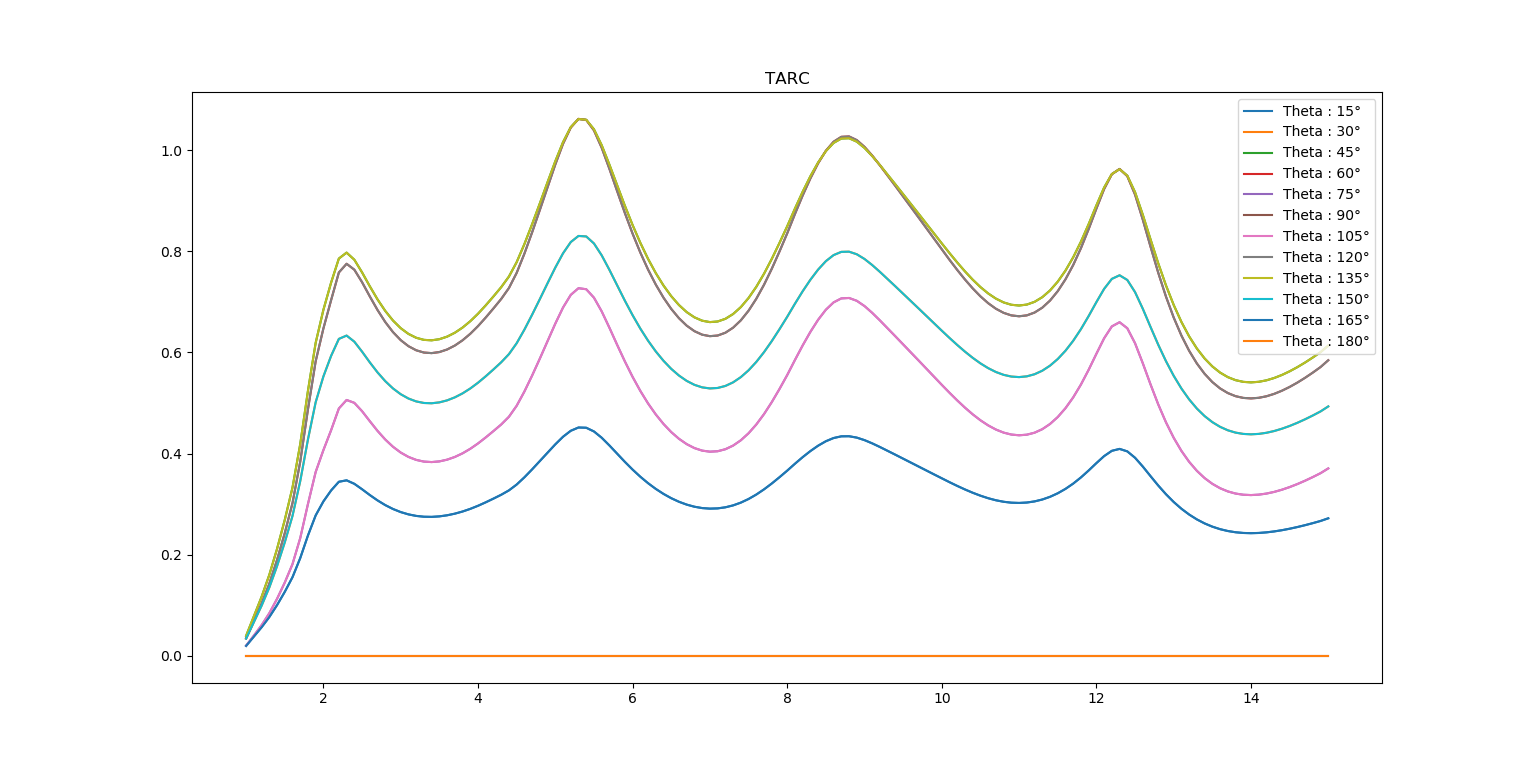 TARC
1.0
0.8
0.6
0.4
0.2
0.0
2 4 6 8 10 12 14
Theta : 15°
Theta : 30°
Theta : 45°
Theta : 60°
Theta : 75°
Theta : 90°
Theta : 105°
Theta : 120°
Theta : 135°
Theta : 150°
Theta : 165°
Theta : 180°